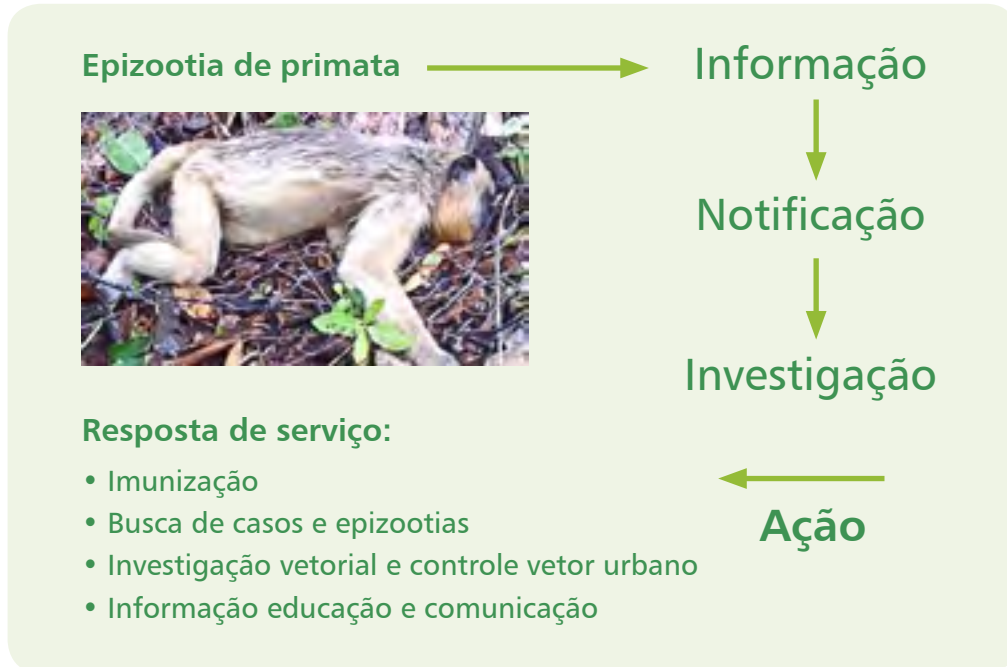 Epizootia de primata
Informação
Notificação
Investigação
Ação
Resposta de serviço:
• Imunização
• Busca de casos e epizootias
• Investigação vetorial e controle vetor urbano
• Informação educação e comunicação